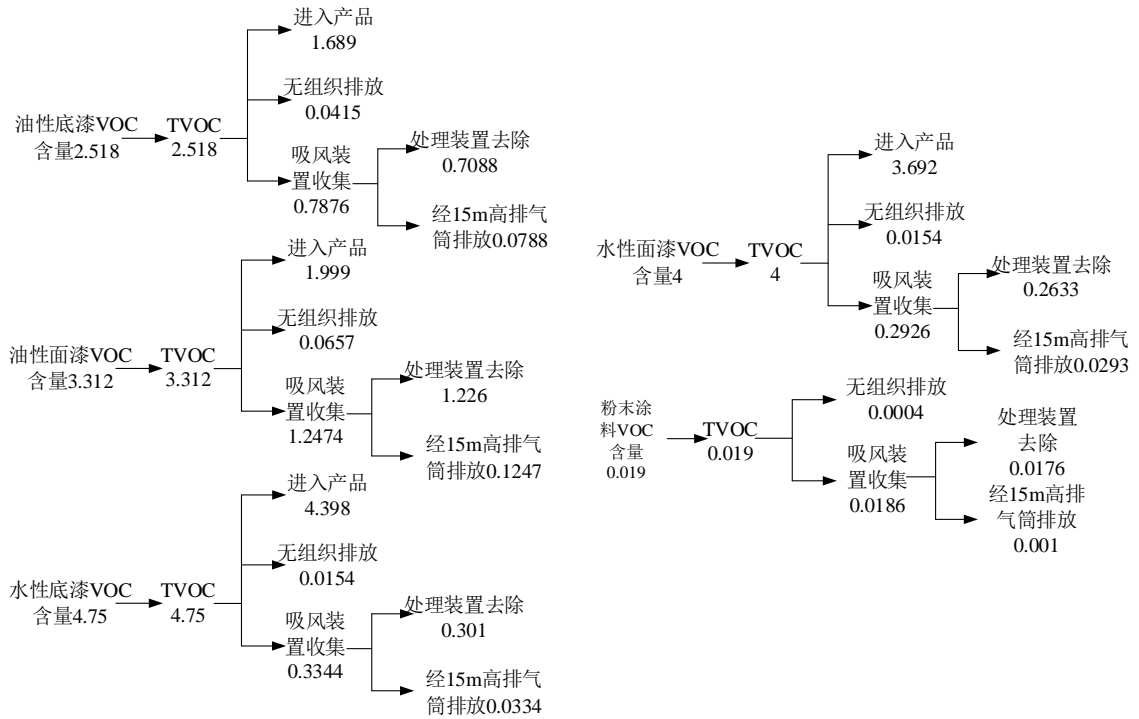 进入产品
1.689
无组织排放
0.0415
油性底漆VOC
含量2.518
TVOC
2.518
吸风装
置收集
0.7876
处理装置去除
0.7088
经15m高排气
筒排放0.0788
进入产品
1.999
无组织排放
0.0657
油性面漆VOC
含量3.312
TVOC
3.312
吸风装
置收集
1.2474
处理装置去除
1.226
经15m高排气
筒排放0.1247
进入产品
4.398
无组织排放
0.0154
水性底漆VOC
含量4.75
TVOC
4.75
吸风装
置收集
0.3344
处理装置去除
0.301
经15m高排气
筒排放0.0334
进入产品
3.692
无组织排放
0.0154
水性面漆VOC
含量4
TVOC
4
吸风装
置收集
0.2926
处理装置去除
0.2633
经15m高排气
筒排放0.0293
无组织排放
0.0004
粉末涂
料VOC
含量
0.019
TVOC
0.019
吸风装
置收集
0.0186
处理装置
去除
0.0176
经15m高排
气筒排放
0.001